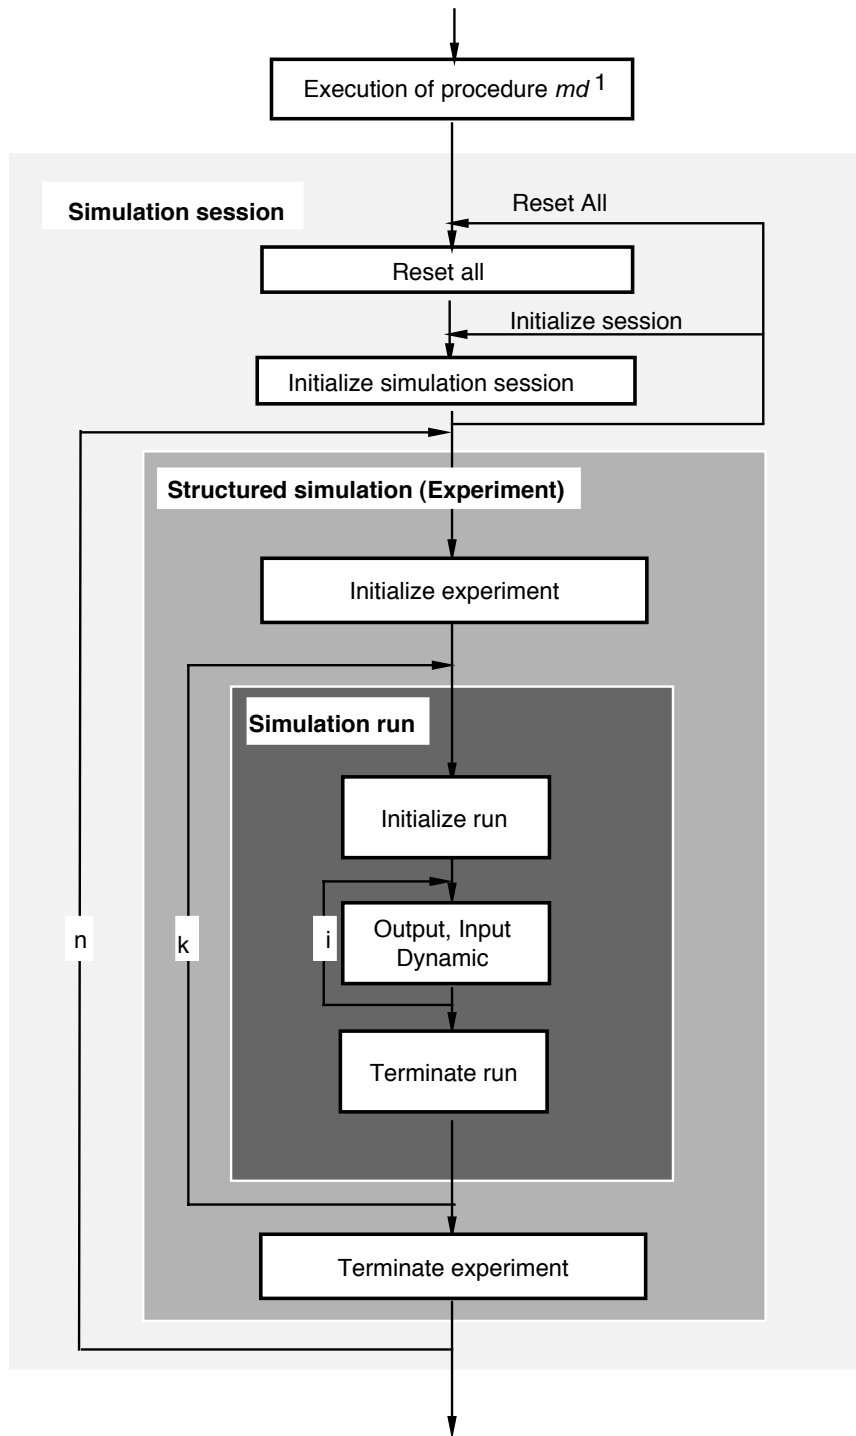 Execution of procedure md 1
Simulation session
Reset All
Reset all
Initialize session
Initialize simulation session
Structured simulation (Experiment)
Initialize experiment
Simulation run
Initialize run
n
k
i
Output, Input
Dynamic
Terminate run
Terminate experiment